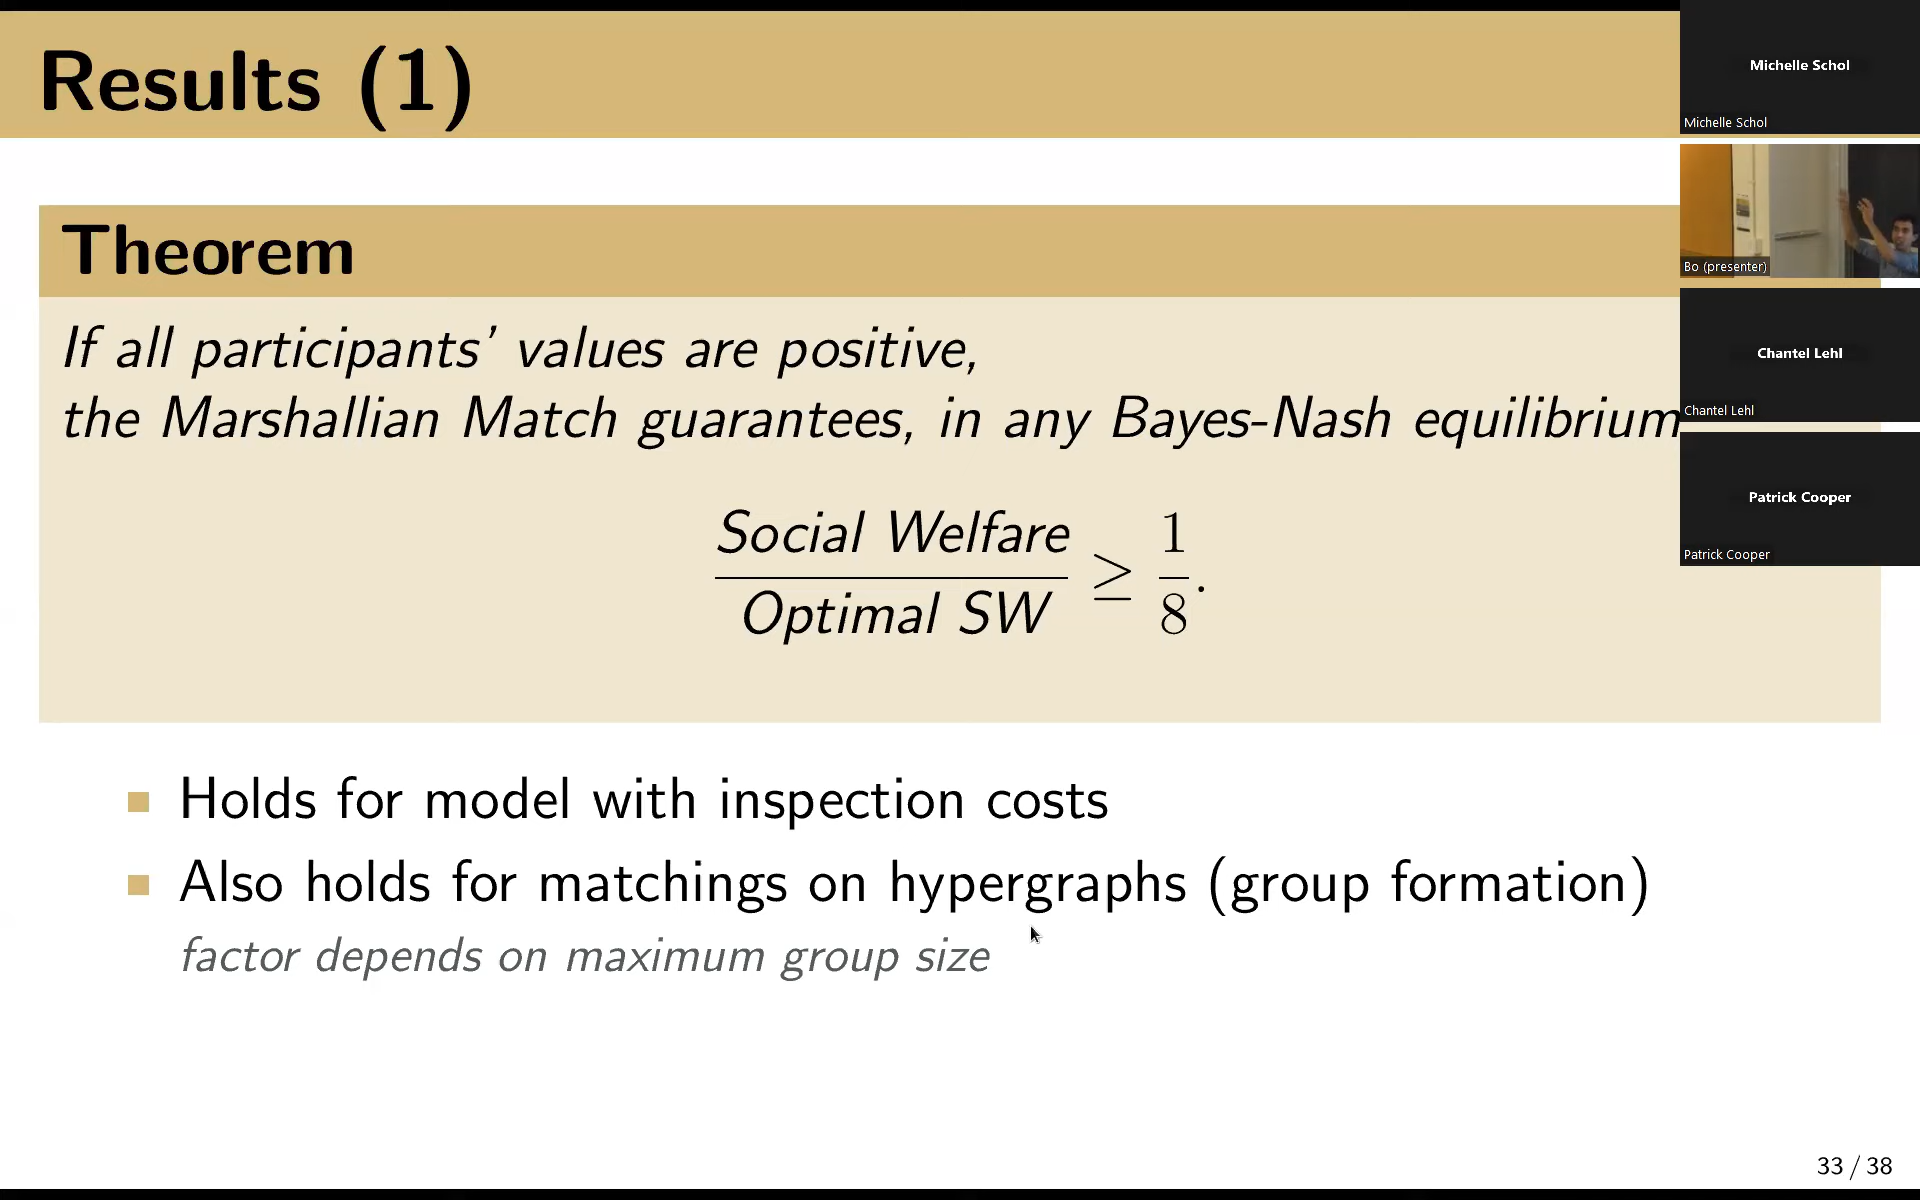 Results (1)
Theorem
If all participants' values are positive,
the Marshallian Match guarantees, in any Bayes-Nash equilibrium
Social Welfare
Optimal SW
≥
1
8
.
Holds for model with inspection costs
Also holds for matchings on hypergraphs (group formation)
factor depends on maximum group size
33 / 38
Michelle Schol
Michelle Schol
Bo (presenter)
Chantel Lehl
Chantel Lehl
Patrick Cooper
Patrick Cooper